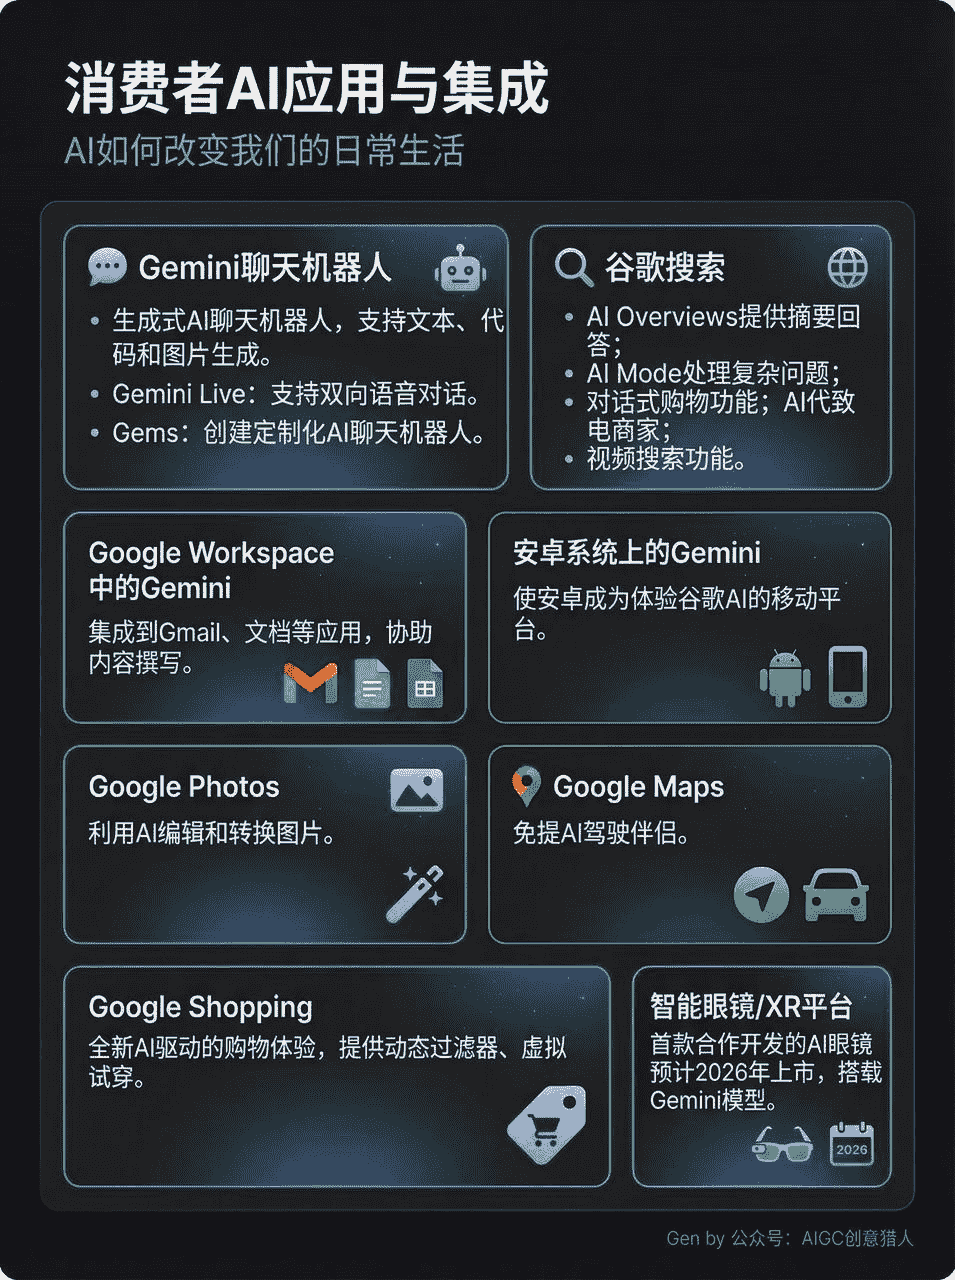 消费者AI应用与集成
AI如何改变我们的日常生活
Gemini聊天机器人
生成式AI聊天机器人，支持文本、代
码和图片生成。
Gemini Live：支持双向语音对话。
Gems：创建定制化AI聊天机器人。
谷歌搜索
AI Overviews提供摘要回
答；
AI Mode处理复杂问题；
对话式购物功能；AI代致
电商家；
视频搜索功能。
Google Workspace
中的Gemini
集成到Gmail、文档等应用，协助
内容撰写。
安卓系统上的Gemini
使安卓成为体验谷歌AI的移动平
台。
Google Photos
利用AI编辑和转换图片。
Google Maps
免提AI驾驶伴侣。
Google Shopping
全新AI驱动的购物体验，提供动态过滤器、虚拟
试穿。
智能眼镜/XR平台
首款合作开发的AI眼镜
预计2026年上市，搭载
Gemini模型。
2026
Gen by 公众号：AIGC创意猎人